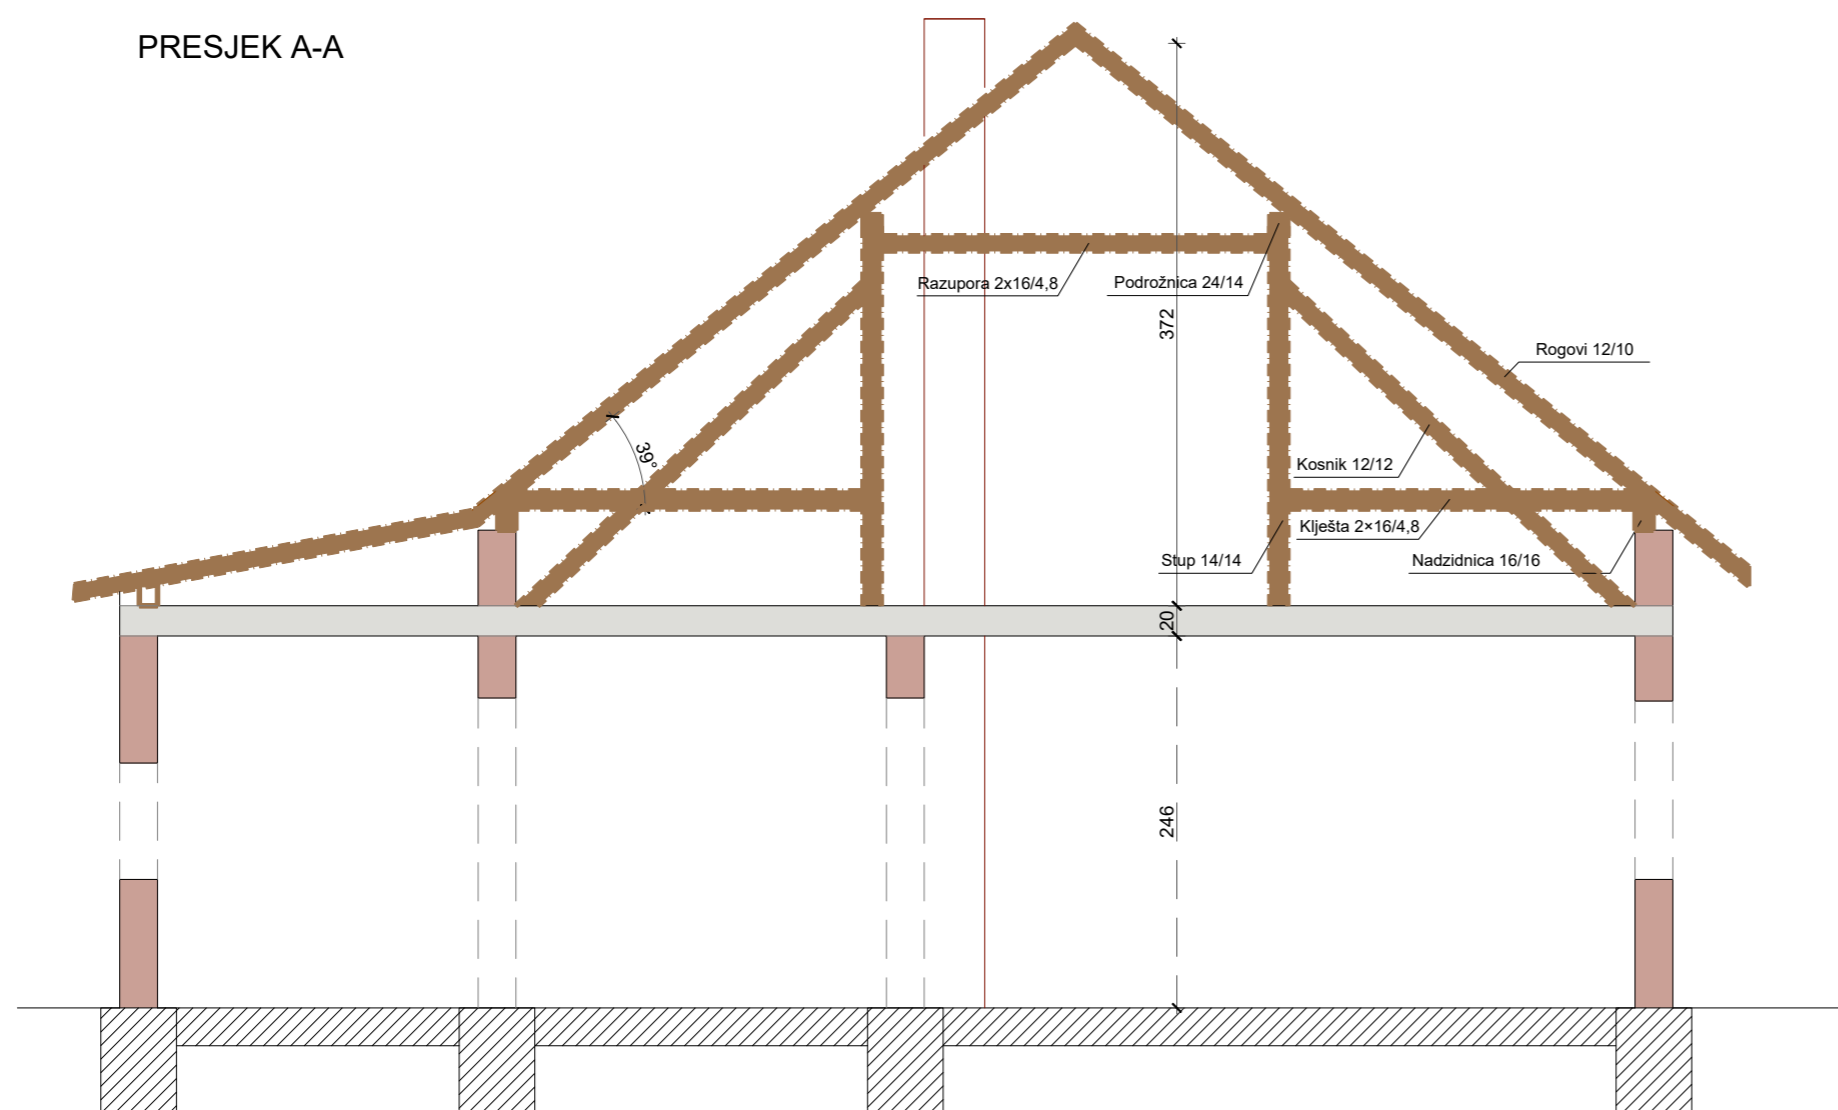 PRESJEK A-A
Razupora 2x16/4,8
Podrožnica 24/14
372
Rogovi 12/10
39°
Kosnik 12/12
Klješta 2×16/4,8
Stup 14/14
Nadzidnica 16/16
20
246